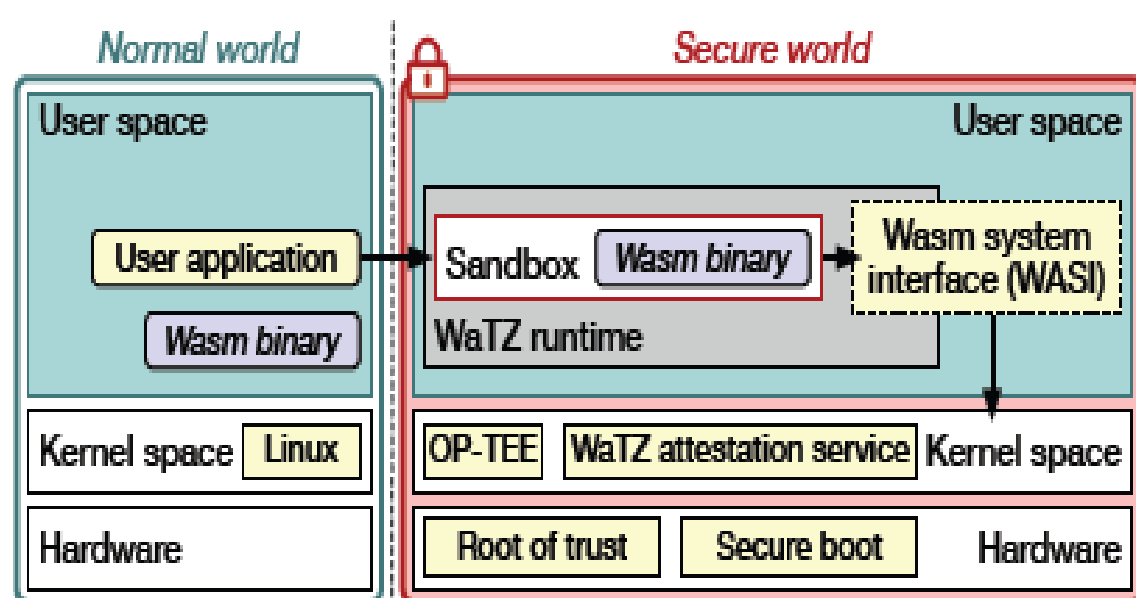 Normal world
Secure world
User space
User space
User application
Sandbox
Wasm binary
Wasm system
interface (WASI)
Wasm binary
WaTZ runtime
Kernel space
Linux
OP-TEE
WaTZ attestation service
Kernel space
Hardware
Root of trust
Secure boot
Hardware